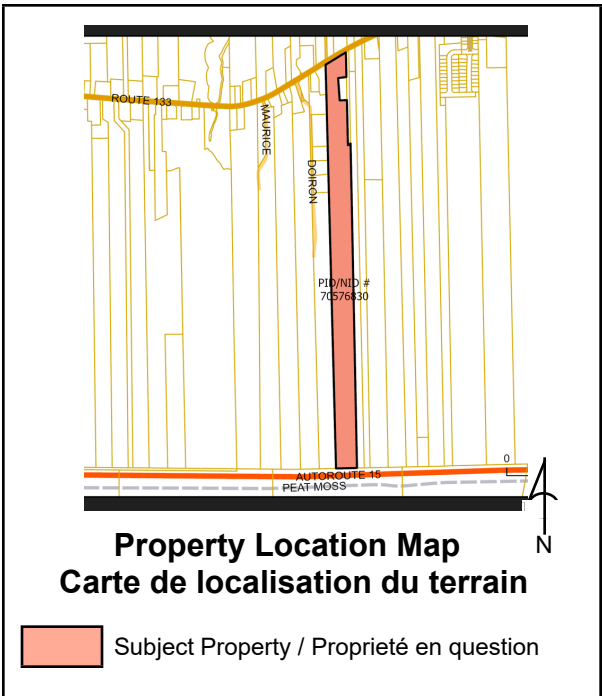 ROUTE 133
MAURICE
DOIRON
PID/NID #
70576830
0
AUTOROUTE 15
PEAT MOSS
N
Property Location Map
Carte de localisation du terrain
Subject Property / Proprieté en question